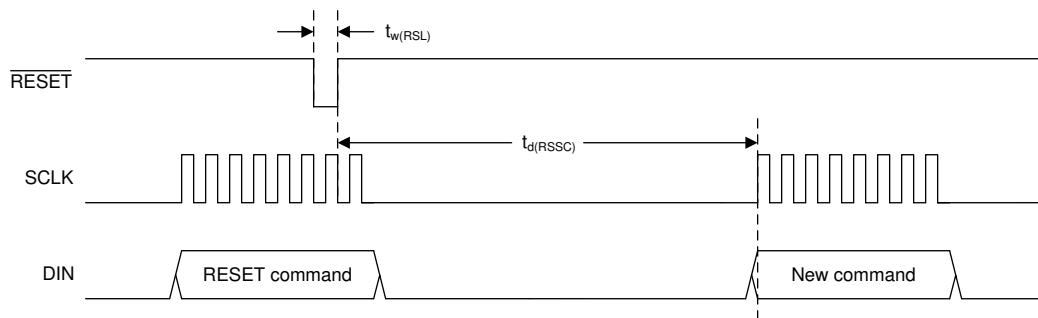 tw(RSL)
RESET
td(RSSC)
SCLK
DIN
RESET command
New command